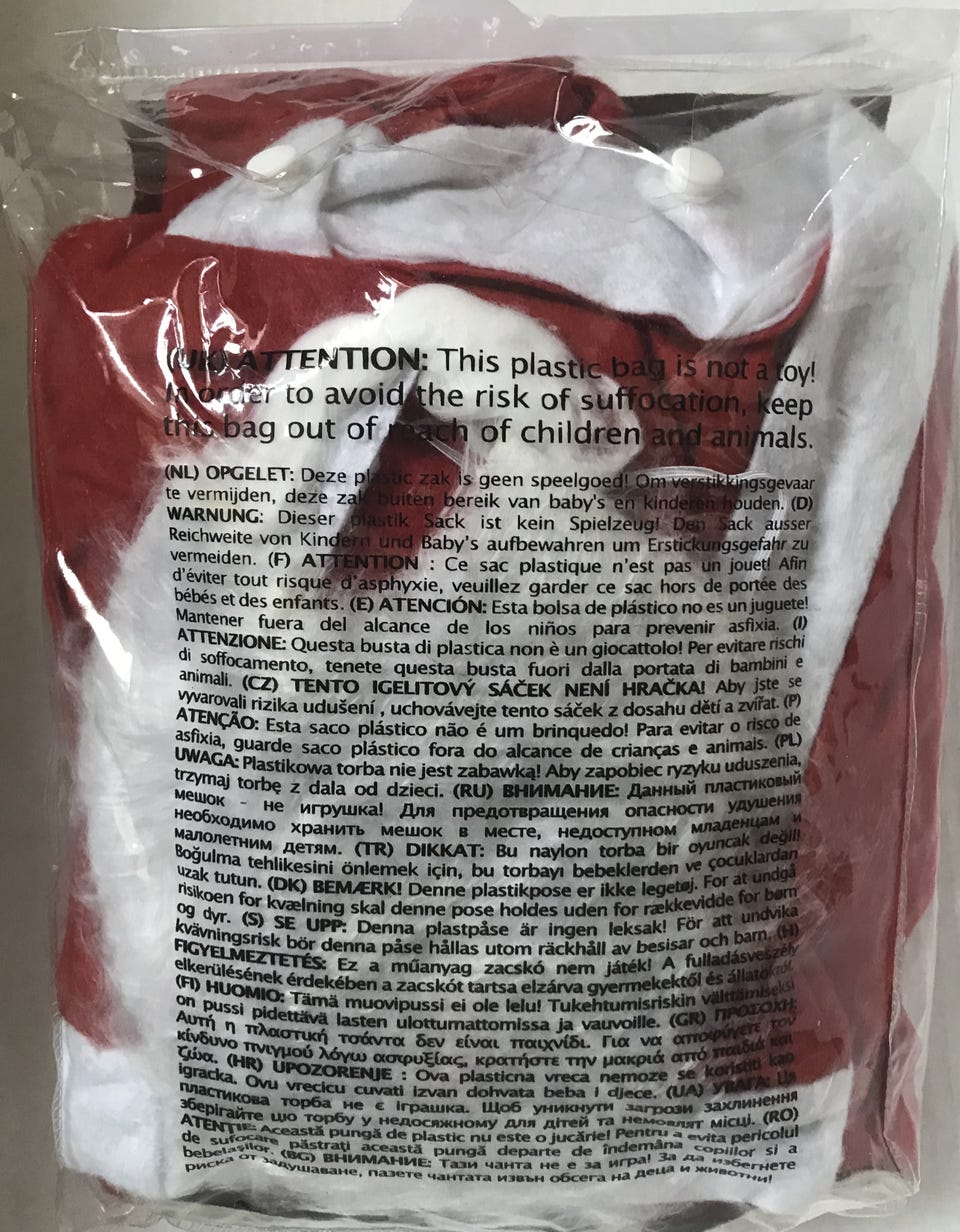 (UK) ATTENTION: This plastic bag is not a toy!
In order to avoid the risk of suffocation, keep
this bag out of reach of children and animals.
(NL) OPGELET: Deze plastic zak is geen speelgoed! Om verstikkingsgevaar
te vermijden, deze zak buiten bereik van baby's en kinderen houden. (D)
WARNUNG: Dieser plastik Sack ist kein Spielzeug! Den Sack ausser
Reichweite von Kindern und Baby's aufbewahren um Erstickungsgefahr zu
vermeiden. (F) ATTENTION : Ce sac plastique n'est pas un jouet! Afin
d'éviter tout risque d'asphyxie, veuillez garder ce sac hors de portée des
bébés et des enfants. (E) ATENCIÓN: Esta bolsa de plástico no es un juguete!
Mantener fuera del alcance de los niños para prevenir asfixia. (I)
ATTENZIONE: Questa busta di plastica non è un giocattolo! Per evitare rischi
di soffocamento, tenete questa busta fuori dalla portata di bambini e
animali. (CZ) TENTO IGELITOVÝ SÁČEK NENÍ HRAČKA! Aby jste se
vyvarovali rizika udušení , uchovávejte tento sáček z dosahu dětí a zvířat. (P)
ATENÇÃO: Esta saco plástico não é um brinquedo! Para evitar o risco de
asfixia, guarde saco plástico fora do alcance de crianças e animais. (PL)
UWAGA: Plastikowa torba nie jest zabawką! Aby zapobiec ryzyku uduszenia,
trzymaj torbę z dala od dzieci. (RU) ВНИМАНИЕ: Данный пластиковый
мешок - не игрушка! Для предотвращения опасности удушения
необходимо хранить мешок в месте, недоступном младенцам и
малолетним детям. (TR) DIKKAT: Bu naylon torba bir oyuncak değil!
Boğulma tehlikesini önlemek için, bu torbayı bebeklerden ve çocuklardan
uzak tutun. (DK) BEMÆRK! Denne plastikpose er ikke legetøj. For at undgå
risikoen for kvælning skal denne pose holdes uden for rækkevidde for børn
og dyr. (S) SE UPP: Denna plastpåse är ingen leksak! För att undvika
kvävningsrisk bör denna påse hållas utom räckhåll av besisar och barn. (H)
FIGYELMEZTETÉS: Ez a műanyag zacskó nem játék! A fulladásveszély
elkerülésének érdekében a zacskót tartsa elzárva gyermekektől és állatoktól.
(FI) HUOMIO: Tämä muovipussi ei ole lelu! Tukehtumisriskin välttämiseksi
on pussi pidettävä lasten ulottumattomissa ja vauvoille. (GR) ΠΡΟΣΟΧΗ:
Αυτή η πλαστική τσάντα δεν είναι παιχνίδι. Για να αποφύγετε τον
κίνδυνο πνιγμού λόγω ασφυξίας, κρατήστε την μακριά από παιδιά και
ζώα. (HR) UPOZORENJE : Ova plasticna vreca nemoze se koristiti kao
igracka. Ovu vrecicu cuvati izvan dohvata beba i djece. (UA) УВАГА: Ця
пластикова торба не є іграшка. Щоб уникнути загрози захлинення
зберігайте цю торбу у недосяжному для дітей та немовлят місці. (RO)
ATENTIE: Această pungă de plastic nu este o jucărie! Pentru a evita pericolul
de sufocare păstrați această pungă departe de îndemâna copiilor si a
bebelașilor. (BG) ВНИМАНИЕ: Тази чанта не е за игра! За да избегнете
риска от задушаване, пазете чантата извън обсега на деца и животни!